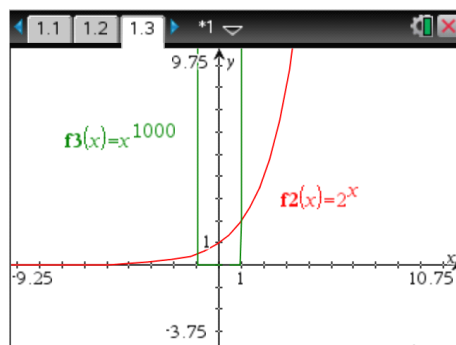 1.1 1.2 1.3 *1
9.75 y
f3(x)=x^1000
f2(x)=2^x
1
x
-9.25 1 10.75
-3.75